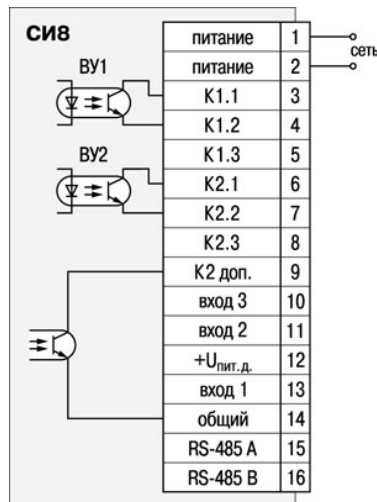 СИ8
ВУ1
ВУ2
питание 1
питание 2
К1.1 3
К1.2 4
К1.3 5
К2.1 6
К2.2 7
К2.3 8
К2 доп. 9
вход 3 10
вход 2 11
+Uпит.д. 12
вход 1 13
общий 14
RS-485 A 15
RS-485 B 16
сеть